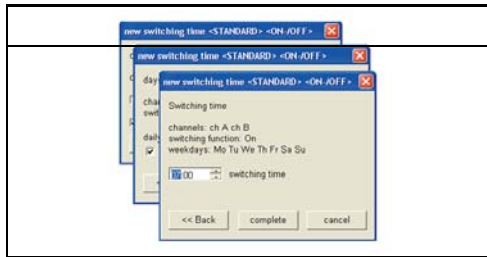 new switching time <STANDARD> <ON-/OFF>
new switching time <STANDARD> <ON-/OFF>
day
new switching time <STANDARD> <ON-/OFF>
chan
swit
daily
Switching time
channels: ch A ch B
switching function: On
weekdays: Mo Tu We Th Fr Sa Su
:00 switching time
<< Back complete cancel